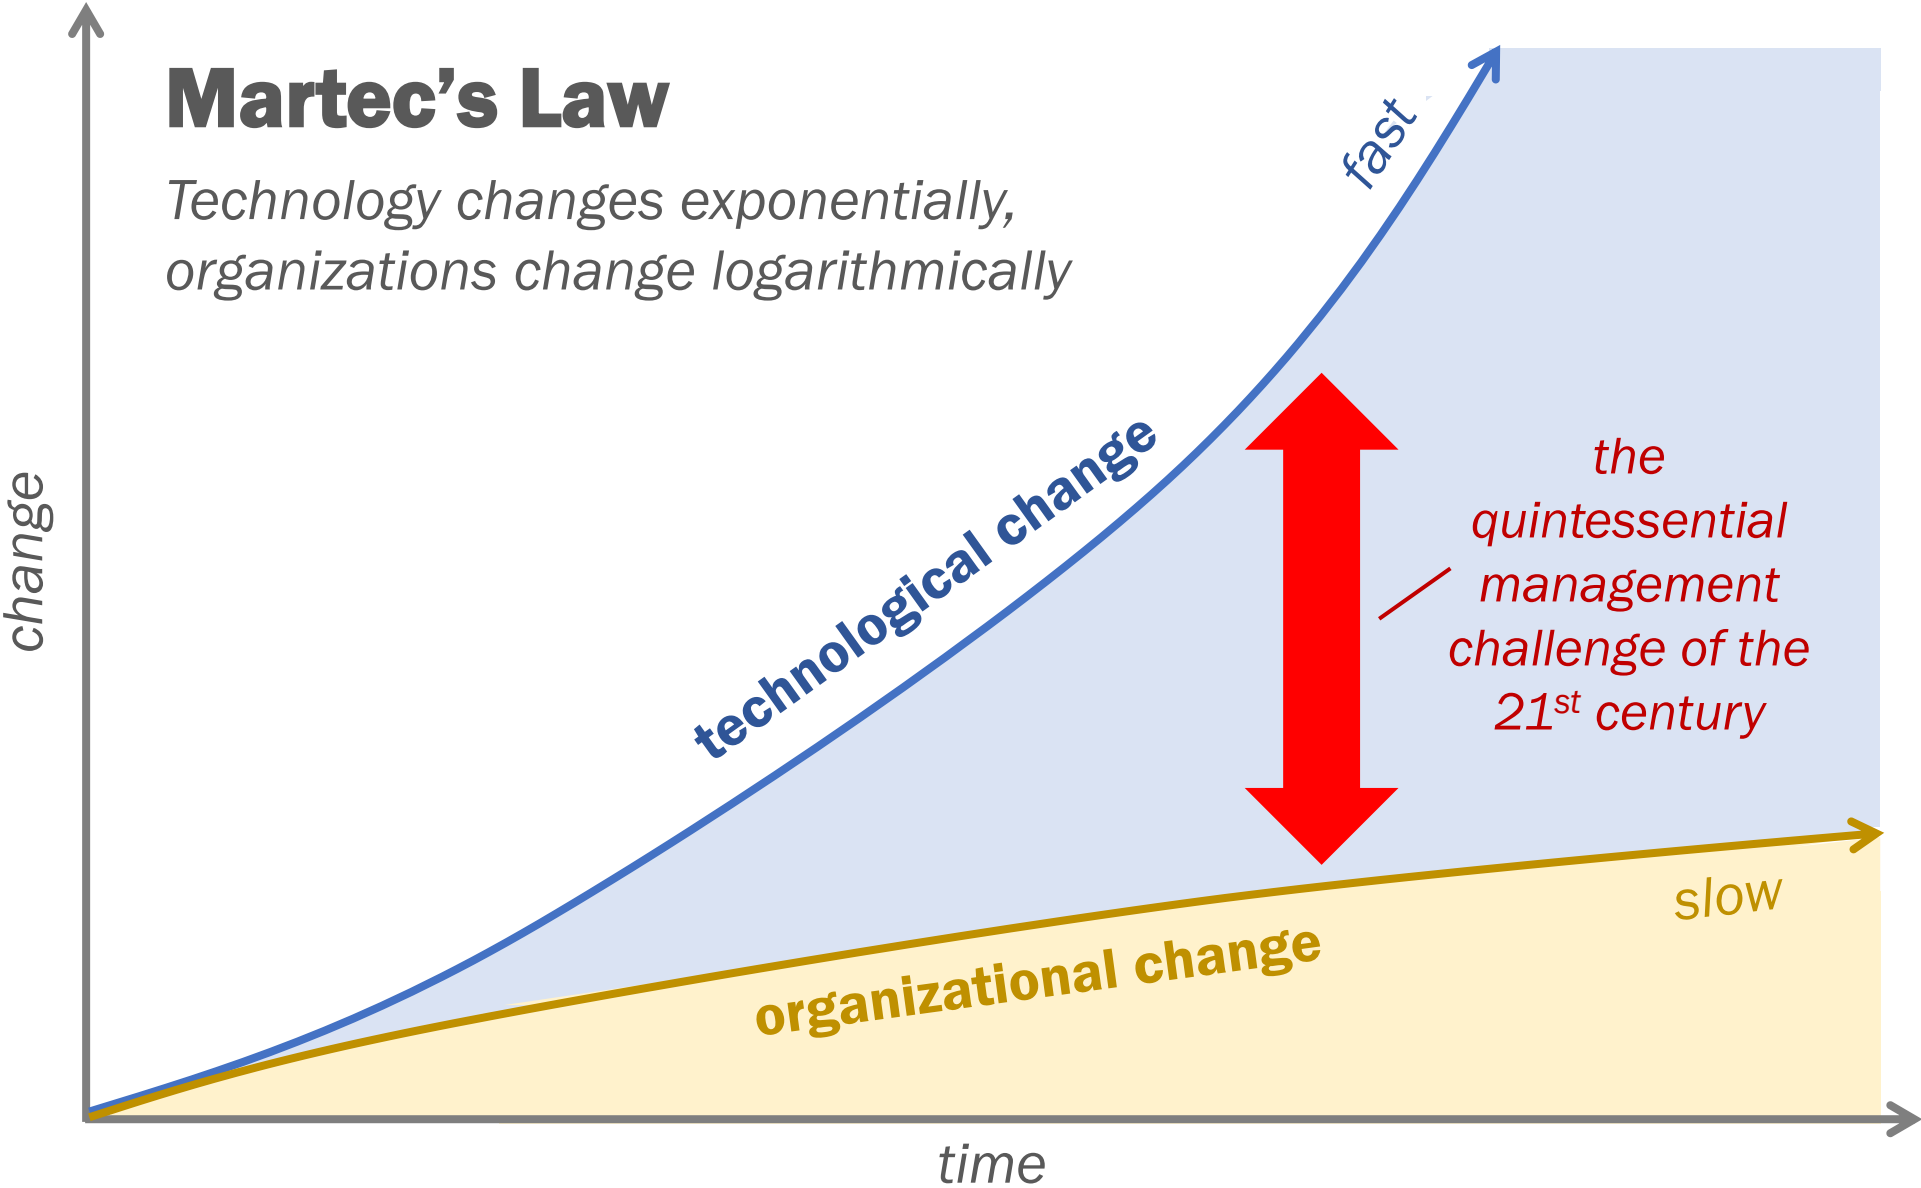 Martec’s Law
Technology changes exponentially,
organizations change logarithmically
fast
technological change
the
quintessential
management
challenge of the
21st century
change
slow
organizational change
time